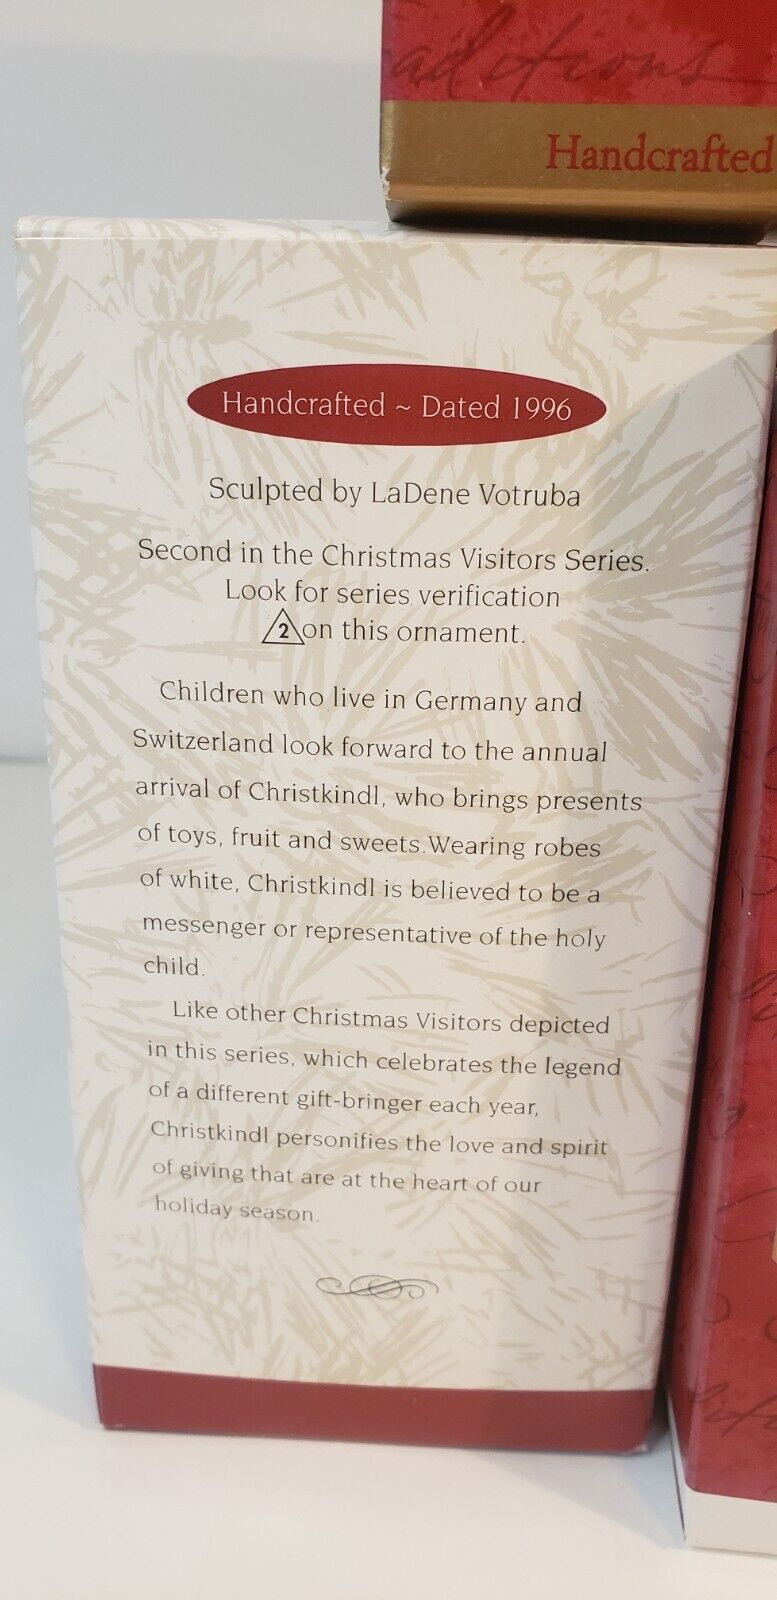 aditions
Handcrafted
Handcrafted ~ Dated 1996
Sculpted by LaDene Votruba
Second in the Christmas Visitors Series.
Look for series verification
2 on this ornament.
Children who live in Germany and
Switzerland look forward to the annual
arrival of Christkindl, who brings presents
of toys, fruit and sweets.Wearing robes
of white, Christkindl is believed to be a
messenger or representative of the holy
child.
Like other Christmas Visitors depicted
in this series, which celebrates the legend
of a different gift-bringer each year,
Christkindl personifies the love and spirit
of giving that are at the heart of our
holiday season.